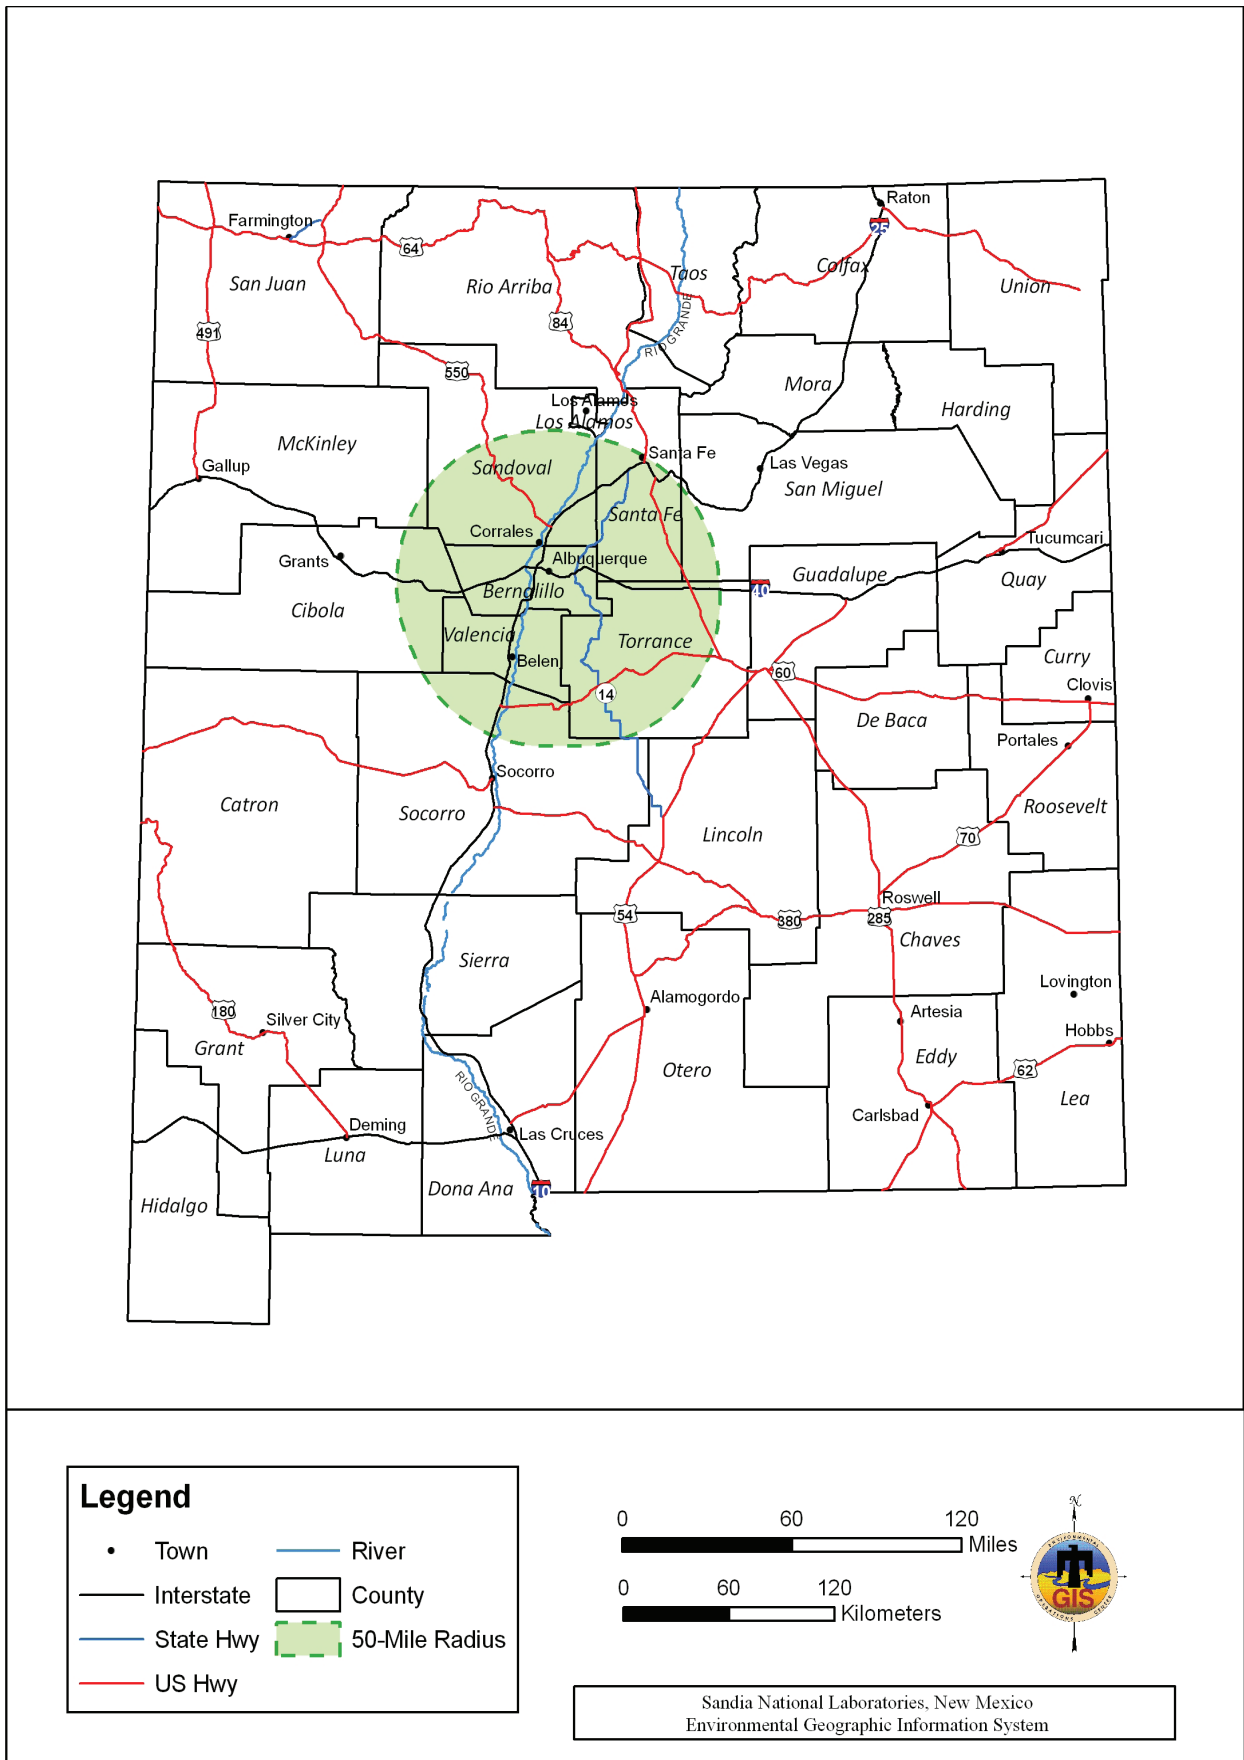 Raton
25
Farmington
64
San Juan
Rio Arriba
Taos
Colfax
Union
RIO GRANDE
84
491
550
Mora
Los Alamos
Los Alamos
Harding
McKinley
Gallup
Sandoval
Santa Fe
Las Vegas
San Miguel
Santa Fe
Corrales
Tucumcari
Grants
Albuquerque
Guadalupe
Quay
40
Bernalillo
Cibola
Valencia
Torrance
Belen
Curry
60
Clovis
14
De Baca
Portales
Socorro
Catron
Socorro
Roosevelt
Lincoln
70
Roswell
54
380
285
Chaves
Sierra
Lovington
Alamogordo
180
Silver City
Artesia
Hobbs
Grant
Eddy
Otero
62
RIO GRANDE
Lea
Carlsbad
Deming
Las Cruces
Luna
Dona Ana
10
Hidalgo
Legend
Town
River
Interstate
County
State Hwy
50-Mile Radius
US Hwy
0 60 120
Miles
0 60 120
Kilometers
N
ENVIRONMENTAL
GIS
OPERATIONS CENTER
Sandia National Laboratories, New Mexico
Environmental Geographic Information System